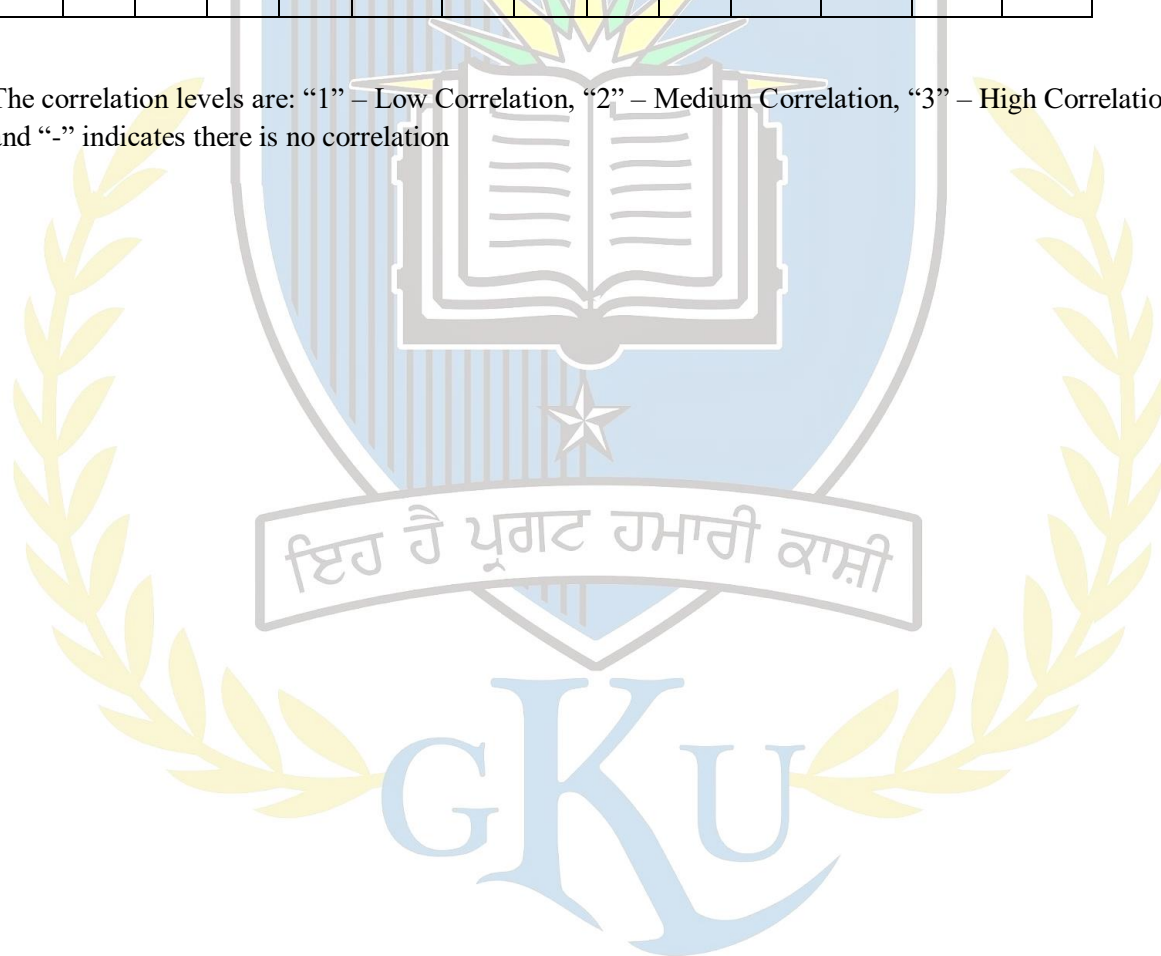 The correlation levels are: “1” – Low Correlation, “2” – Medium Correlation, “3” – High Correlatio
and “-” indicates there is no correlation
ਇਹ ਹੈ ਪ੍ਰਗਟ ਹਮਾਰੀ ਕਾਸ਼ੀ
GKU